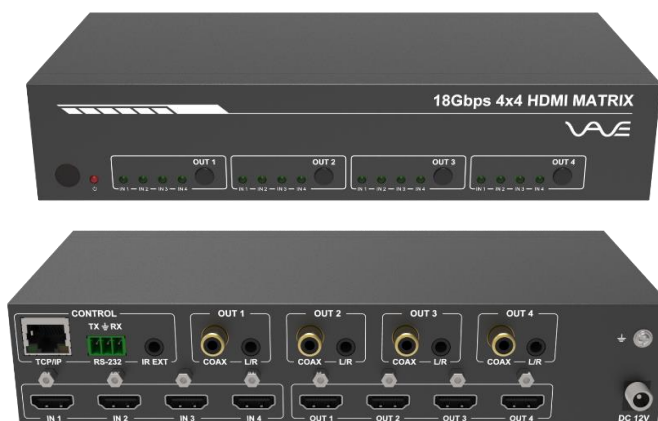 18Gbps 4x4 HDMI MATRIX
VAVE
OUT 1 OUT 2 OUT 3 OUT 4
IN 1 IN 2 IN 3 IN 4 IN 1 IN 2 IN 3 IN 4 IN 1 IN 2 IN 3 IN 4 IN 1 IN 2 IN 3 IN 4
CONTROL OUT 1 OUT 2 OUT 3 OUT 4
TX RX
TCP/IP RS-232 IR EXT COAX L/R COAX L/R COAX L/R COAX L/R
IN 1 IN 2 IN 3 IN 4 OUT 1 OUT 2 OUT 3 OUT 4 DC 12V